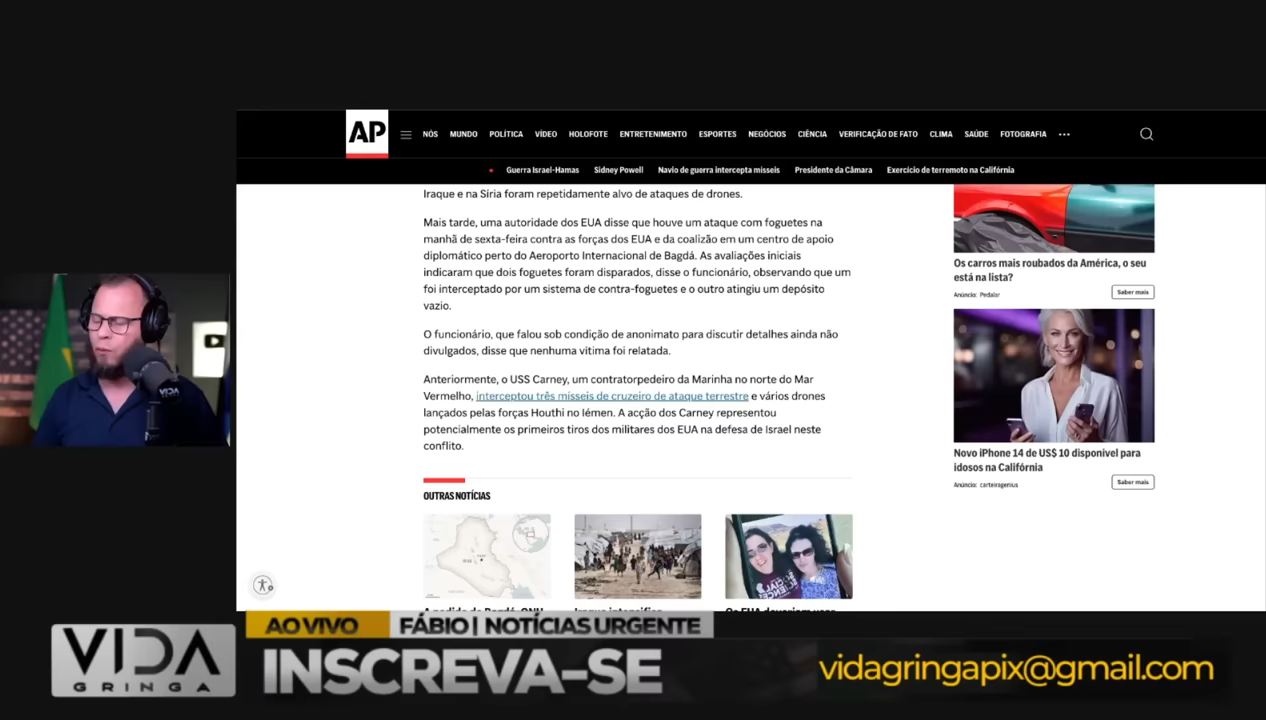 AP
NÓS MUNDO POLÍTICA VÍDEO HOLOFOTE ENTRETENIMENTO ESPORTES NEGÓCIOS CIÊNCIA VERIFICAÇÃO DE FATO CLIMA SAÚDE FOTOGRAFIA
Guerra Israel-Hamas Sidney Powell Navio de guerra intercepta mísseis Presidente da Câmara Exercício de terremoto na Califórnia
Iraque e na Síria foram repetidamente alvo de ataques de drones.
Mais tarde, uma autoridade dos EUA disse que houve um ataque com foguetes na
manhã de sexta-feira contra as forças dos EUA e da coalizão em um centro de apoio
diplomático perto do Aeroporto Internacional de Bagdá. As avaliações iniciais
indicaram que dois foguetes foram disparados, disse o funcionário, observando que um
foi interceptado por um sistema de contra-foguetes e o outro atingiu um depósito
vazio.
O funcionário, que falou sob condição de anonimato para discutir detalhes ainda não
divulgados, disse que nenhuma vítima foi relatada.
Anteriormente, o USS Carney, um contratorpedeiro da Marinha no norte do Mar
Vermelho, interceptou três mísseis de cruzeiro de ataque terrestre e vários drones
lançados pelas forças Houthi no Iémen. A acção dos Carney representou
potencialmente os primeiros tiros dos militares dos EUA na defesa de Israel neste
conflito.
OUTRAS NOTÍCIAS
Os carros mais roubados da América, o seu
está na lista?
Anúncio: Pedalar
Saber mais
Novo iPhone 14 de US$ 10 disponível para
idosos na Califórnia
Anúncio: carteiragenius
Saber mais
VIDA
VIDA
GRINGA
AO VIVO
FÁBIO | NOTÍCIAS URGENTE
INSCREVA-SE
vidagringapix@gmail.com